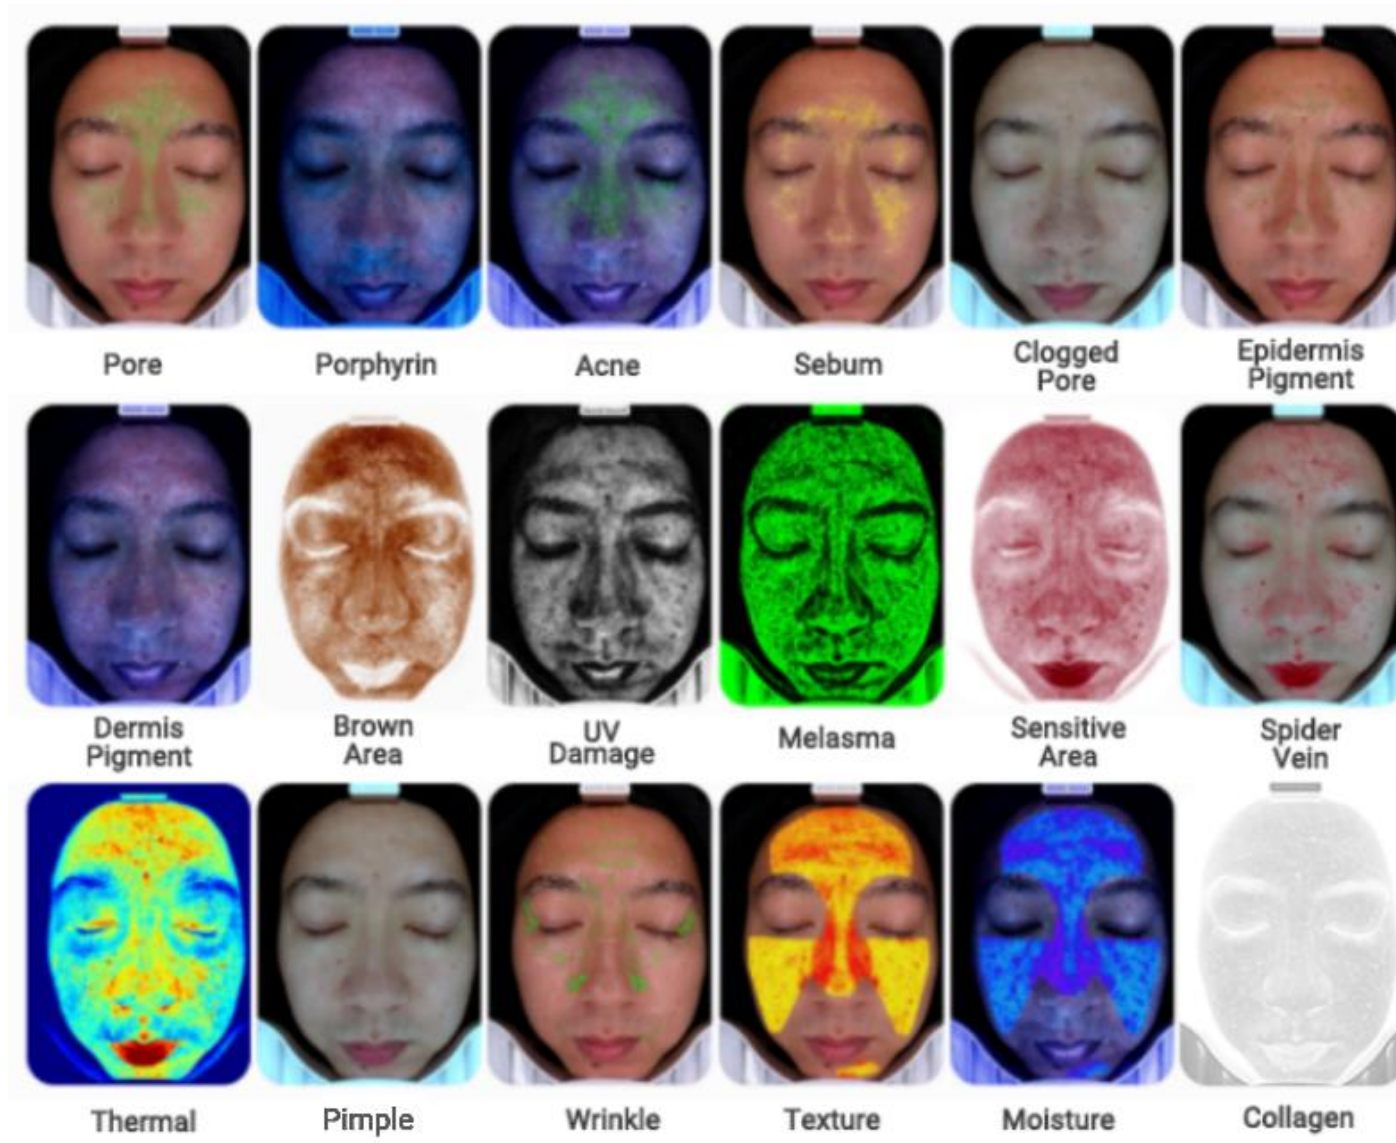 Pore
Porphyrin
Acne
Sebum
Clogged
Pore
Epidermis
Pigment
Dermis
Pigment
Brown
Area
UV
Damage
Melasma
Sensitive
Area
Spider
Vein
Thermal
Pimple
Wrinkle
Texture
Moisture
Collagen